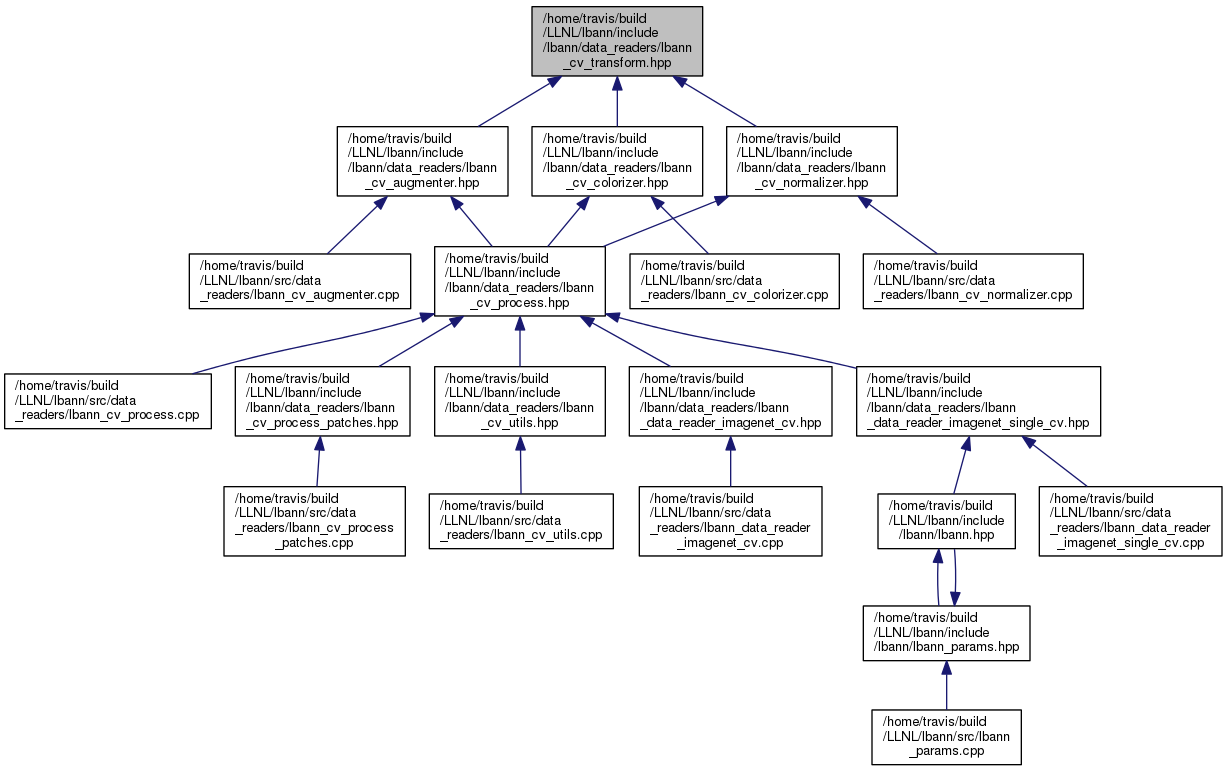 /home/travis/build
/LLNL/lbann/include
/lbann/data_readers/lbann
_cv_transform.hpp
/home/travis/build
/LLNL/lbann/include
/lbann/data_readers/lbann
_cv_augmenter.hpp
/home/travis/build
/LLNL/lbann/include
/lbann/data_readers/lbann
_cv_colorizer.hpp
/home/travis/build
/LLNL/lbann/include
/lbann/data_readers/lbann
_cv_normalizer.hpp
/home/travis/build
/LLNL/lbann/src/data
_readers/lbann_cv_augmenter.cpp
/home/travis/build
/LLNL/lbann/include
/lbann/data_readers/lbann
_cv_process.hpp
/home/travis/build
/LLNL/lbann/src/data
_readers/lbann_cv_colorizer.cpp
/home/travis/build
/LLNL/lbann/src/data
_readers/lbann_cv_normalizer.cpp
/home/travis/build
/LLNL/lbann/src/data
_readers/lbann_cv_process.cpp
/home/travis/build
/LLNL/lbann/include
/lbann/data_readers/lbann
_cv_process_patches.hpp
/home/travis/build
/LLNL/lbann/include
/lbann/data_readers/lbann
_cv_utils.hpp
/home/travis/build
/LLNL/lbann/include
/lbann/data_readers/lbann
_data_reader_imagenet_cv.hpp
/home/travis/build
/LLNL/lbann/include
/lbann/data_readers/lbann
_data_reader_imagenet_single_cv.hpp
/home/travis/build
/LLNL/lbann/src/data
_readers/lbann_cv_process
_patches.cpp
/home/travis/build
/LLNL/lbann/src/data
_readers/lbann_cv_utils.cpp
/home/travis/build
/LLNL/lbann/src/data
_readers/lbann_data_reader
_imagenet_cv.cpp
/home/travis/build
/LLNL/lbann/include
/lbann/lbann.hpp
/home/travis/build
/LLNL/lbann/src/data
_readers/lbann_data_reader
_imagenet_single_cv.cpp
/home/travis/build
/LLNL/lbann/include
/lbann/lbann_params.hpp
/home/travis/build
/LLNL/lbann/src/lbann
_params.cpp